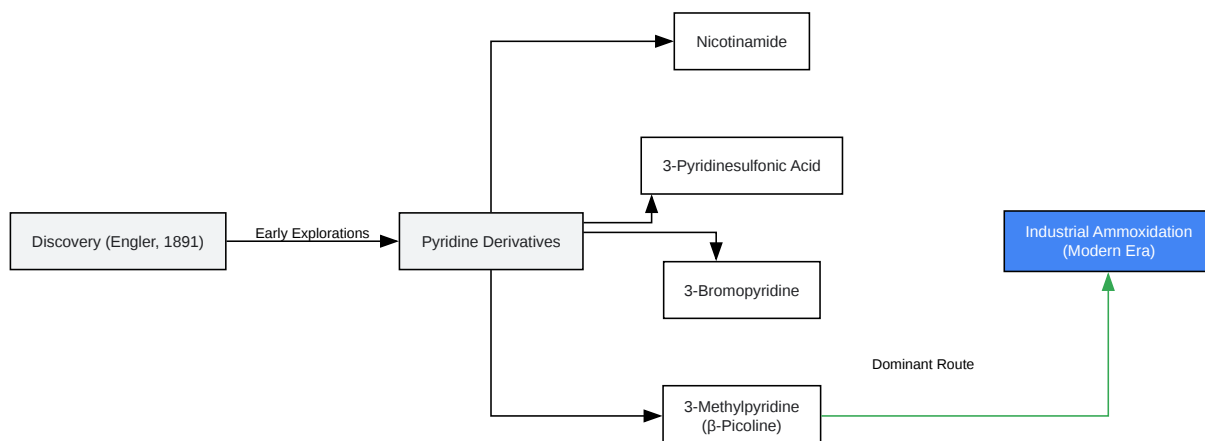 Nicotinamide
3-Pyridinesulfonic Acid
Discovery (Engler, 1891)
Early Explorations
Pyridine Derivatives
Industrial Ammoxidation
(Modern Era)
3-Bromopyridine
Dominant Route
3-Methylpyridine
(β-Picoline)